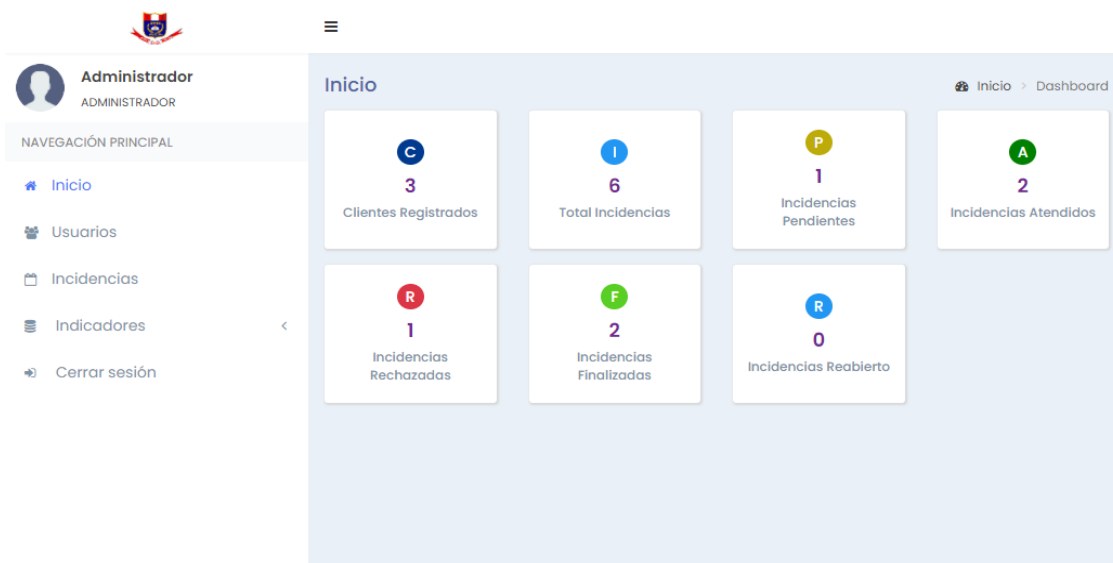 Administrador
ADMINISTRADOR
NAVEGACIÓN PRINCIPAL
Inicio
Usuarios
Incidencias
Indicadores
Cerrar sesión
Inicio
Inicio > Dashboard
C
3
Clientes Registrados
I
6
Total Incidencias
P
1
Incidencias
Pendientes
A
2
Incidencias Atendidos
R
1
Incidencias
Rechazadas
F
2
Incidencias
Finalizadas
R
0
Incidencias Reabierto